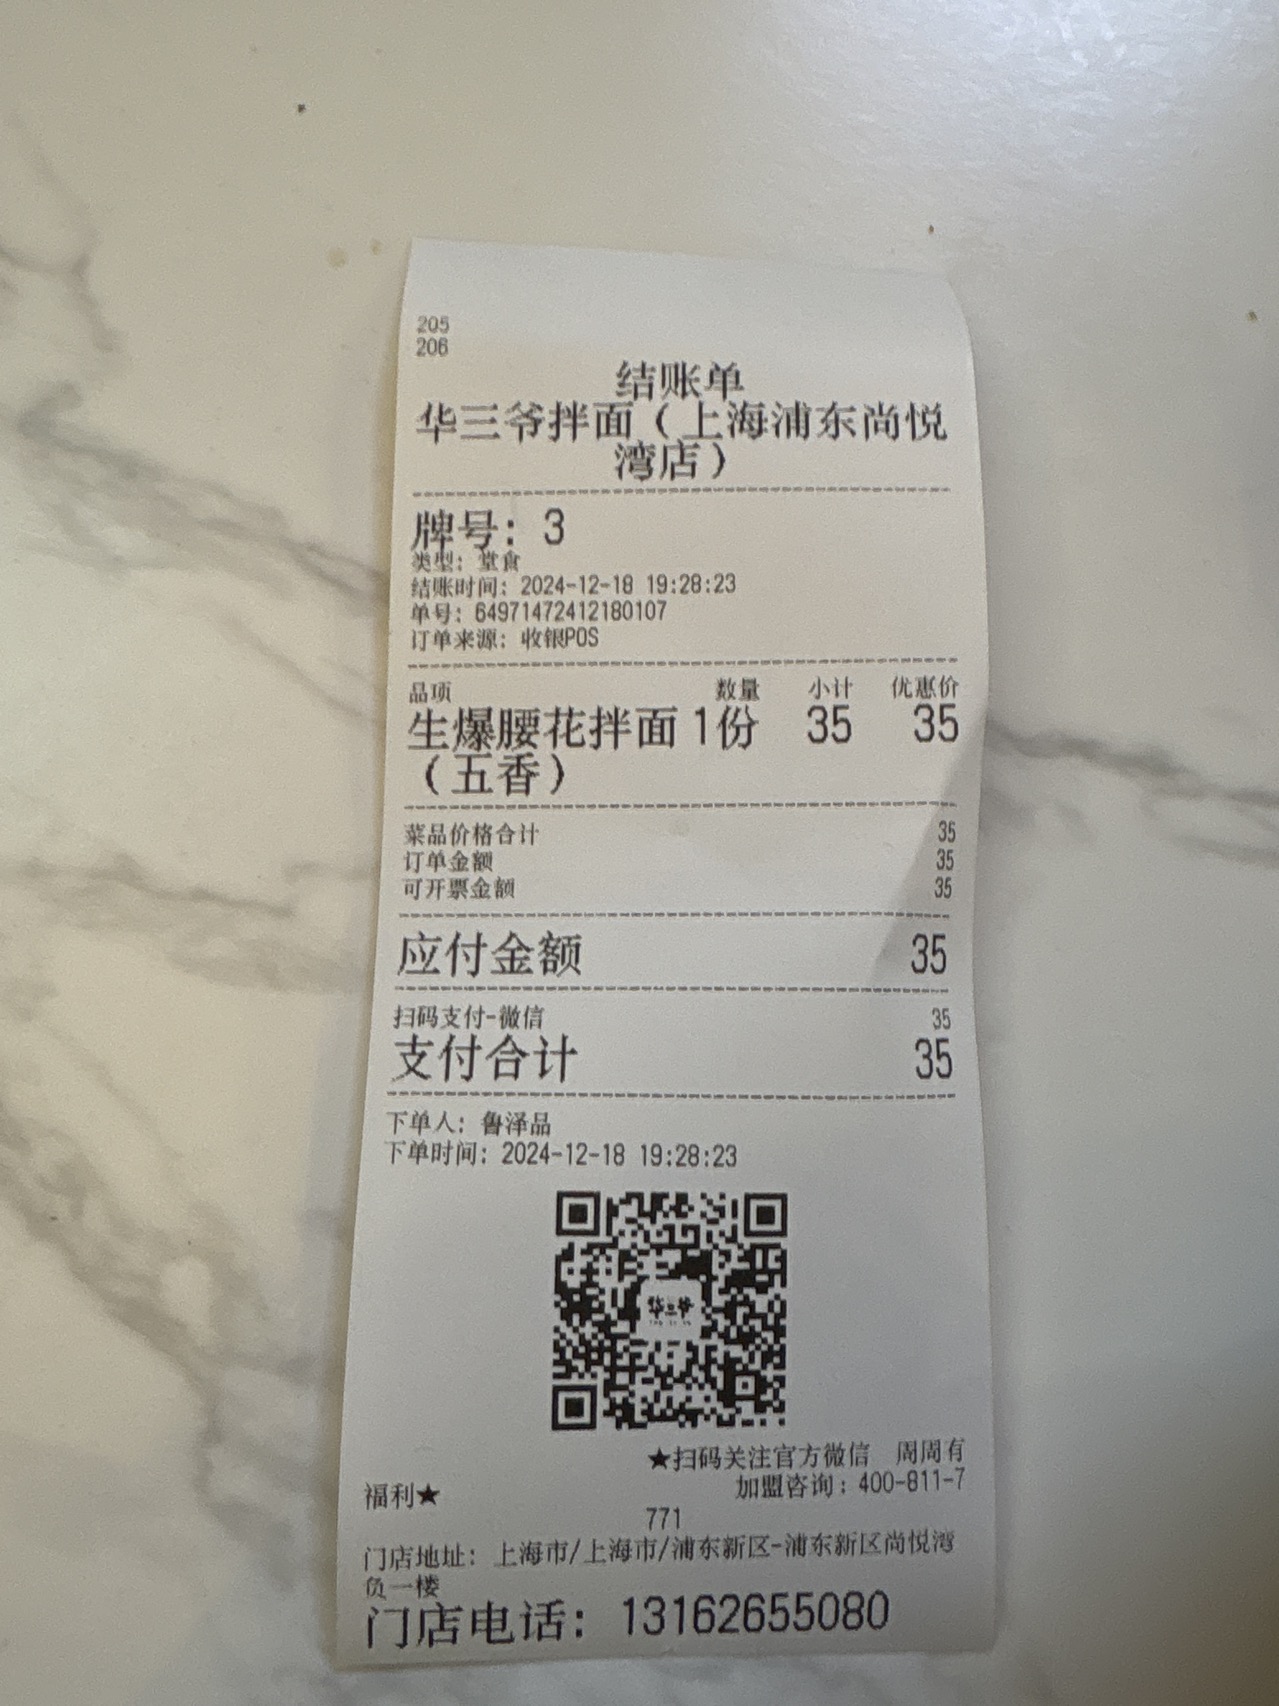 205
206
结账单
华三爷拌面（上海浦东尚悦
湾店）
牌号：3
类型：堂食
结账时间：2024-12-18 19:28:23
单号：64971472412180107
订单来源：收银POS
品项 数量 小计 优惠价
生爆腰花拌面 1份 35 35
（五香）
菜品价格合计 35
订单金额 35
可开票金额 35
应付金额 35
扫码支付-微信 35
支付合计 35
下单人：鲁泽品
下单时间：2024-12-18 19:28:23
华三爷
★扫码关注官方微信 周周有
福利★ 加盟咨询：400-811-7
771
门店地址：上海市/上海市/浦东新区-浦东新区尚悦湾
负一楼
门店电话：13162655080